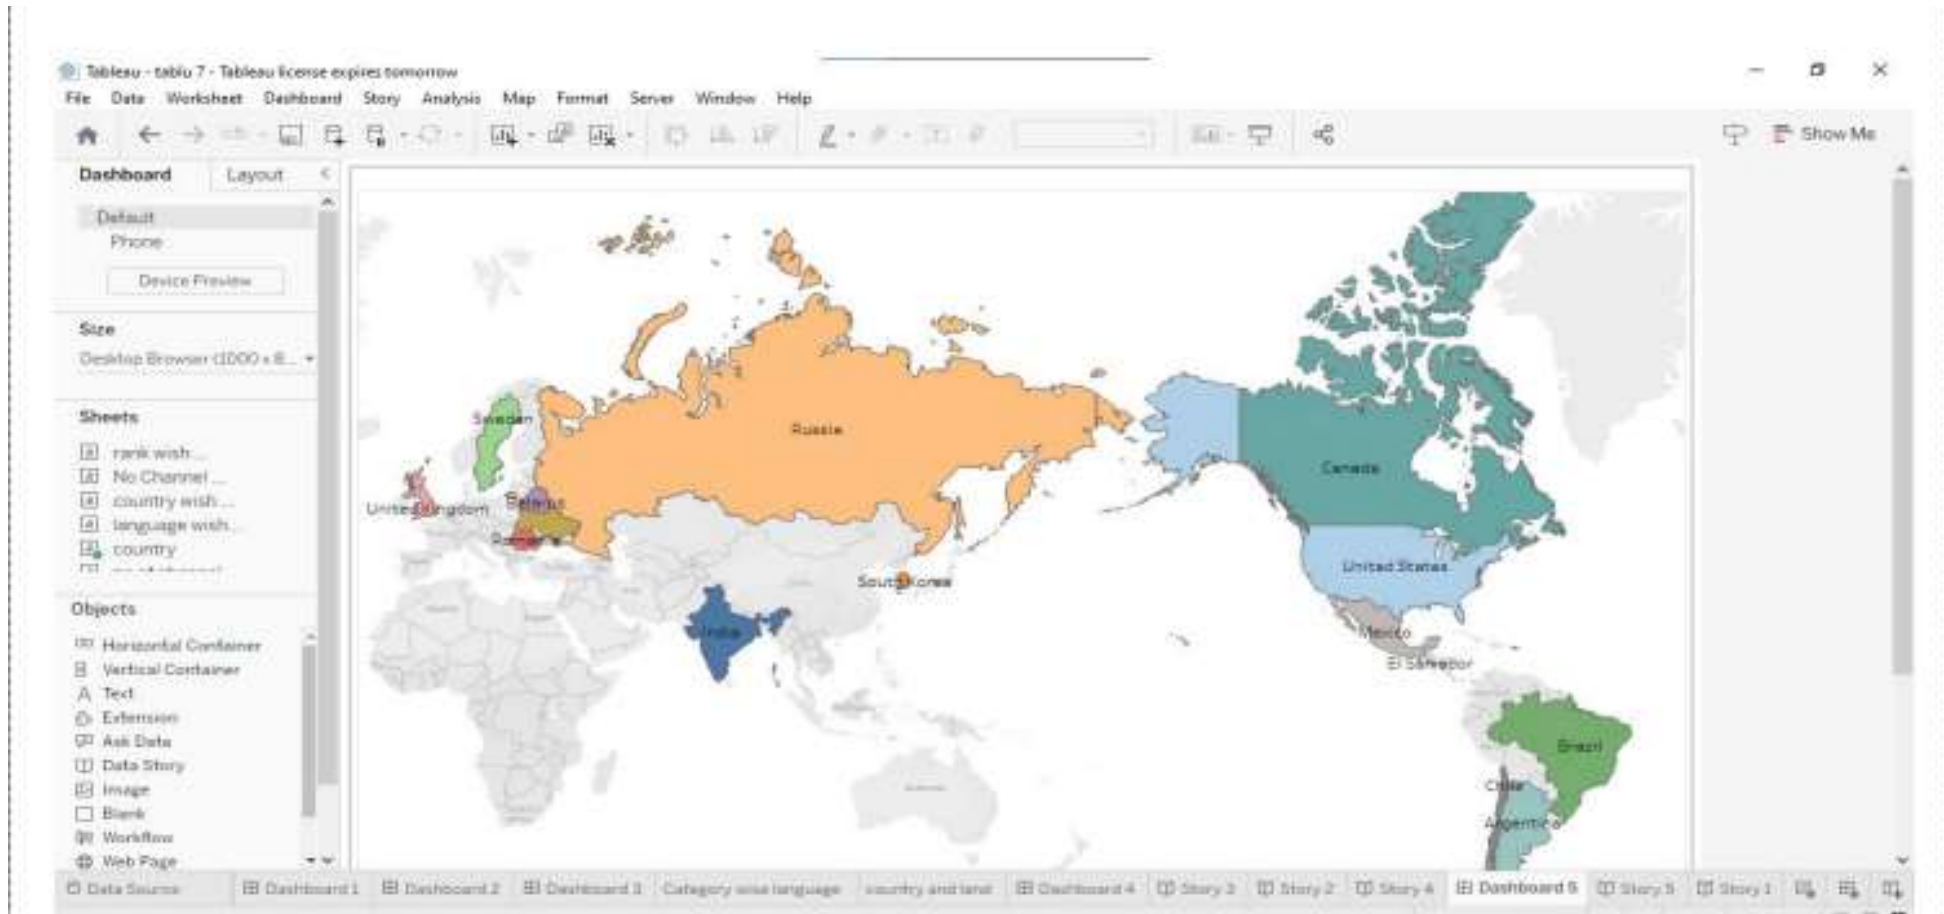 Tableau - tablu 7 - Tableau license expires tomorrow
File Data Worksheet Dashboard Story Analysis Map Format Server Window Help
Show Me
Dashboard Layout
Default
Phone
Device Preview
Size
Desktop Browser (1000 x 8...
Sheets
rank wish ...
No Channel ...
country wish ...
language wish...
country
Objects
Horizontal Container
Vertical Container
Text
Extension
Ask Data
Data Story
Image
Blank
Workflow
Web Page
Sweden
Russia
Canada
United Kingdom
Belarus
Romania
South Korea
United States
India
Mexico
El Salvador
Brazil
Chile
Argentina
Data Source Dashboard 1 Dashboard 2 Dashboard 3 Category wise language country and land Dashboard 4 Story 3 Story 2 Story 4 Dashboard 5 Story 5 Story 1